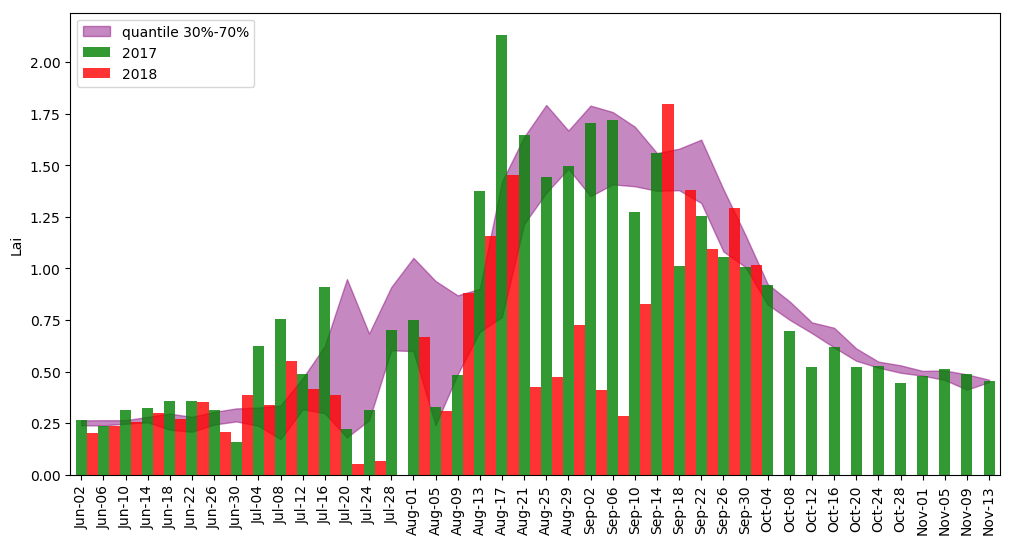 quantile 30%-70%
2017
2018
Lai
2.00
1.75
1.50
1.25
1.00
0.75
0.50
0.25
0.00
Jun-02
Jun-06
Jun-10
Jun-14
Jun-18
Jun-22
Jun-26
Jun-30
Jul-04
Jul-08
Jul-12
Jul-16
Jul-20
Jul-24
Jul-28
Aug-01
Aug-05
Aug-09
Aug-13
Aug-17
Aug-21
Aug-25
Aug-29
Sep-02
Sep-06
Sep-10
Sep-14
Sep-18
Sep-22
Sep-26
Sep-30
Oct-04
Oct-08
Oct-12
Oct-16
Oct-20
Oct-24
Oct-28
Nov-01
Nov-05
Nov-09
Nov-13